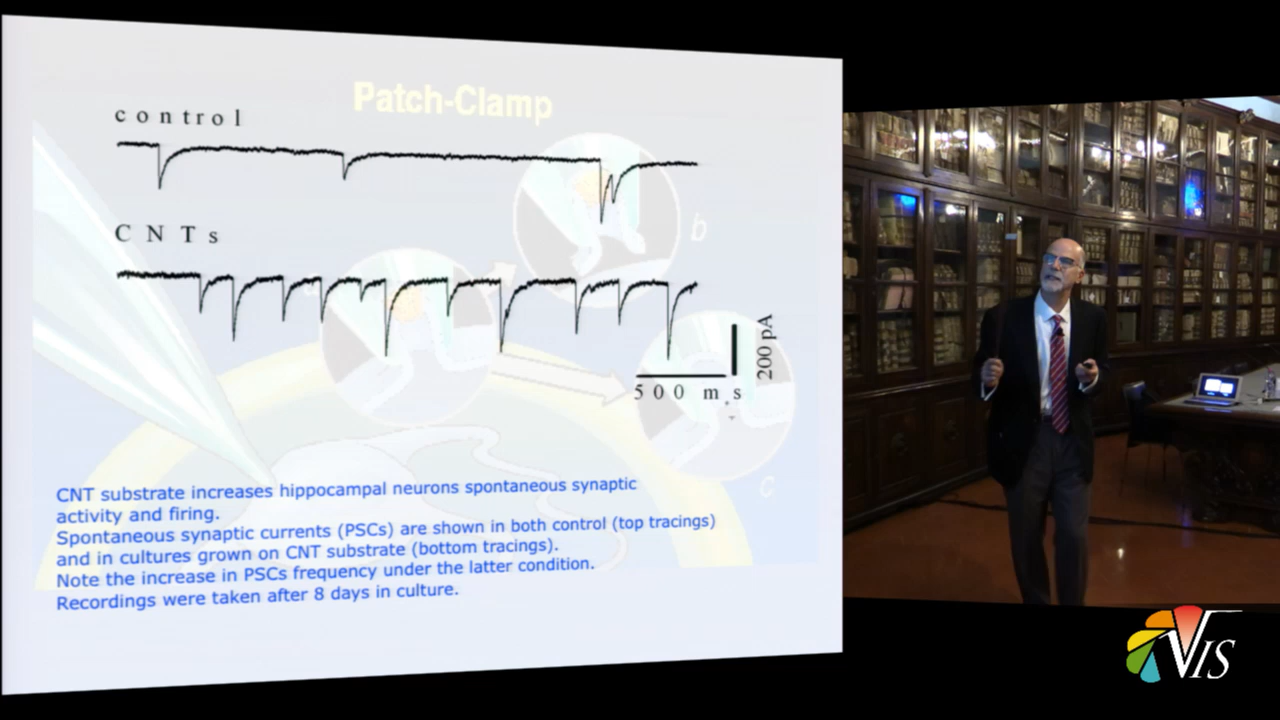 Patch-Clamp
control
CNTs
200 pA
500 ms
b
c
CNT substrate increases hippocampal neurons spontaneous synaptic
activity and firing.
Spontaneous synaptic currents (PSCs) are shown in both control (top tracings)
and in cultures grown on CNT substrate (bottom tracings).
Note the increase in PSCs frequency under the latter condition.
Recordings were taken after 8 days in culture.
VIS